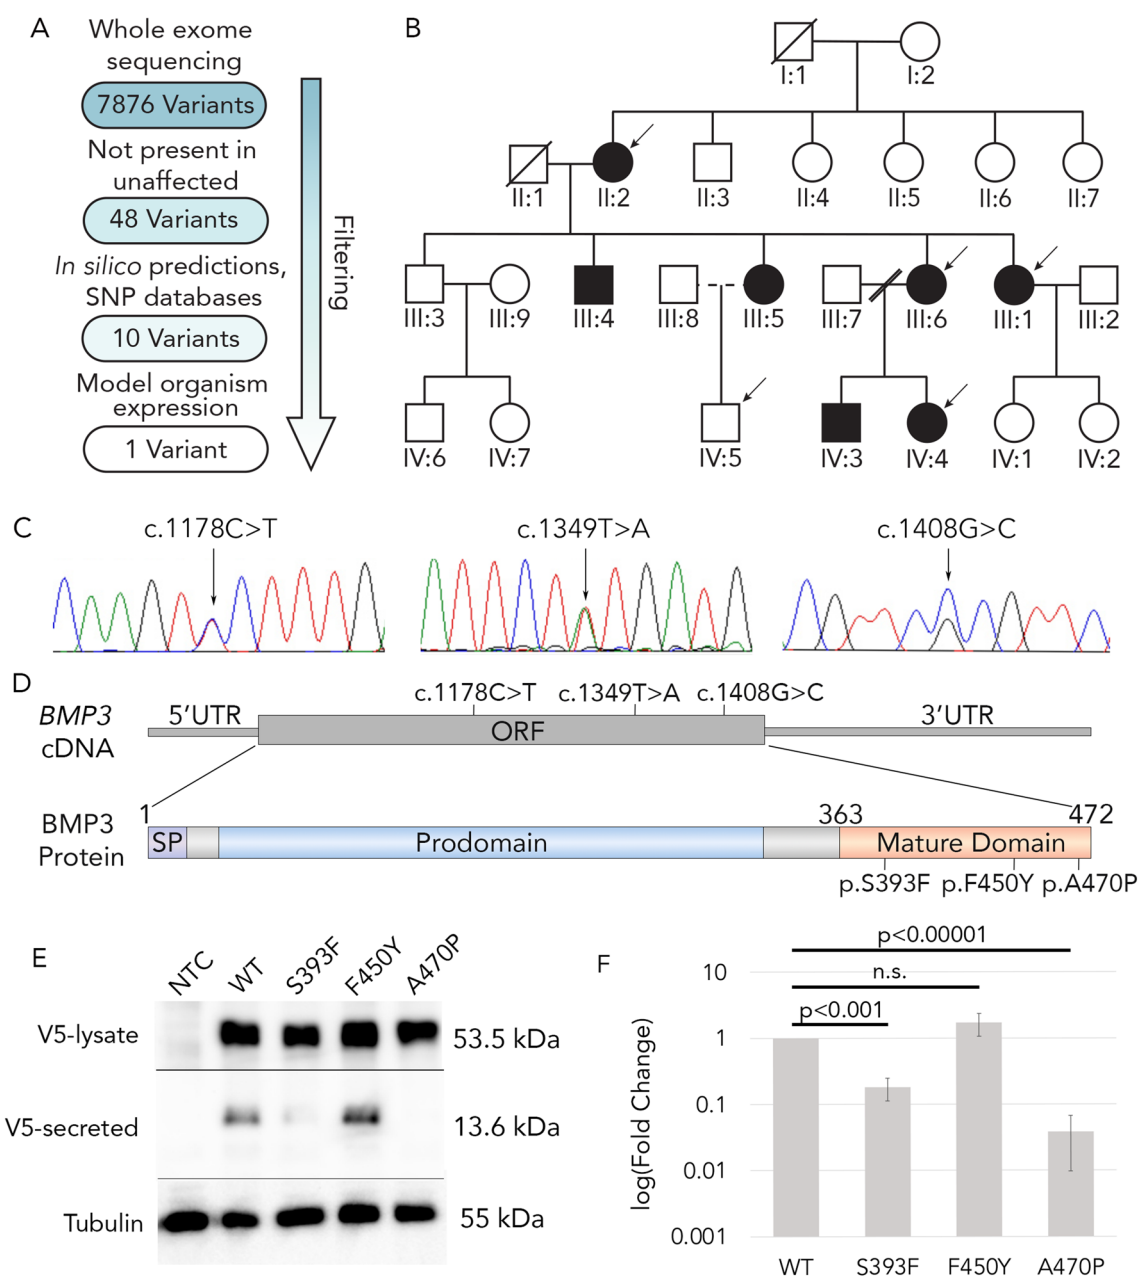 A
Whole exome
sequencing
7876 Variants
Not present in
unaffected
48 Variants
In silico predictions,
SNP databases
10 Variants
Model organism
expression
1 Variant
Filtering
B
I:1 I:2
II:1 II:2 II:3 II:4 II:5 II:6 II:7
III:3 III:9 III:4 III:8 III:5 III:7 III:6 III:1 III:2
IV:6 IV:7 IV:5 IV:3 IV:4 IV:1 IV:2
C
c.1178C>T c.1349T>A c.1408G>C
D
c.1178C>T c.1349T>A c.1408G>C
BMP3
cDNA
5'UTR ORF 3'UTR
1 363 472
BMP3
Protein
SP Prodomain Mature Domain
p.S393F p.F450Y p.A470P
E
NTC WT S393F F450Y A470P
V5-lysate 53.5 kDa
V5-secreted 13.6 kDa
Tubulin 55 kDa
F
p<0.00001
n.s.
p<0.001
log(Fold Change)
10
1
0.1
0.01
0.001
WT S393F F450Y A470P